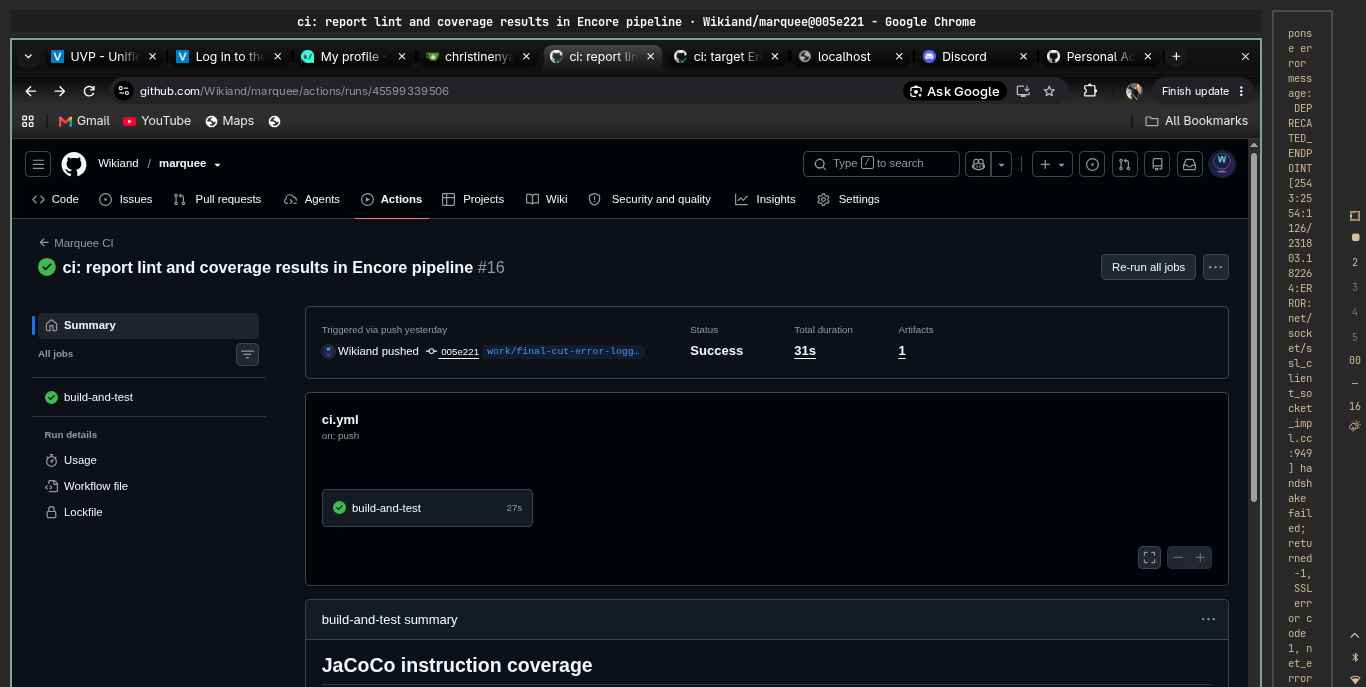 ci: report lint and coverage results in Encore pipeline · Wikiand/marquee@005e221 - Google Chrome
UVP - Unifie
Log in to the
My profile ·
christinenya
ci: report lin
ci: target En
localhost
Discord
Personal Ac
github.com/Wikiand/marquee/actions/runs/45599339506
Ask Google
Finish update
Gmail
YouTube
Maps
All Bookmarks
Wikiand / marquee
Type / to search
Code
Issues
Pull requests
Agents
Actions
Projects
Wiki
Security and quality
Insights
Settings
Marquee CI
ci: report lint and coverage results in Encore pipeline #16
Re-run all jobs
Summary
All jobs
build-and-test
Run details
Usage
Workflow file
Lockfile
Triggered via push yesterday
Wikiand pushed 005e221 work/final-cut-error-logg…
Status
Success
Total duration
31s
Artifacts
1
ci.yml
on: push
build-and-test 27s
build-and-test summary
JaCoCo instruction coverage
pons
e er
ror
mess
age:
DEP
RECA
TED_
ENDP
OINT
[254
3:25
54:1
126/
2318
03.1
8226
4:ER
ROR:
net/
sock
et/s
sl_c
lien
t_so
cket
_imp
l.cc
:949
] ha
ndsh
ake
fail
ed;
retu
rned
-1,
SSL
err
or c
ode
1, n
et_e
rror
2
3
4
5
00
—
16